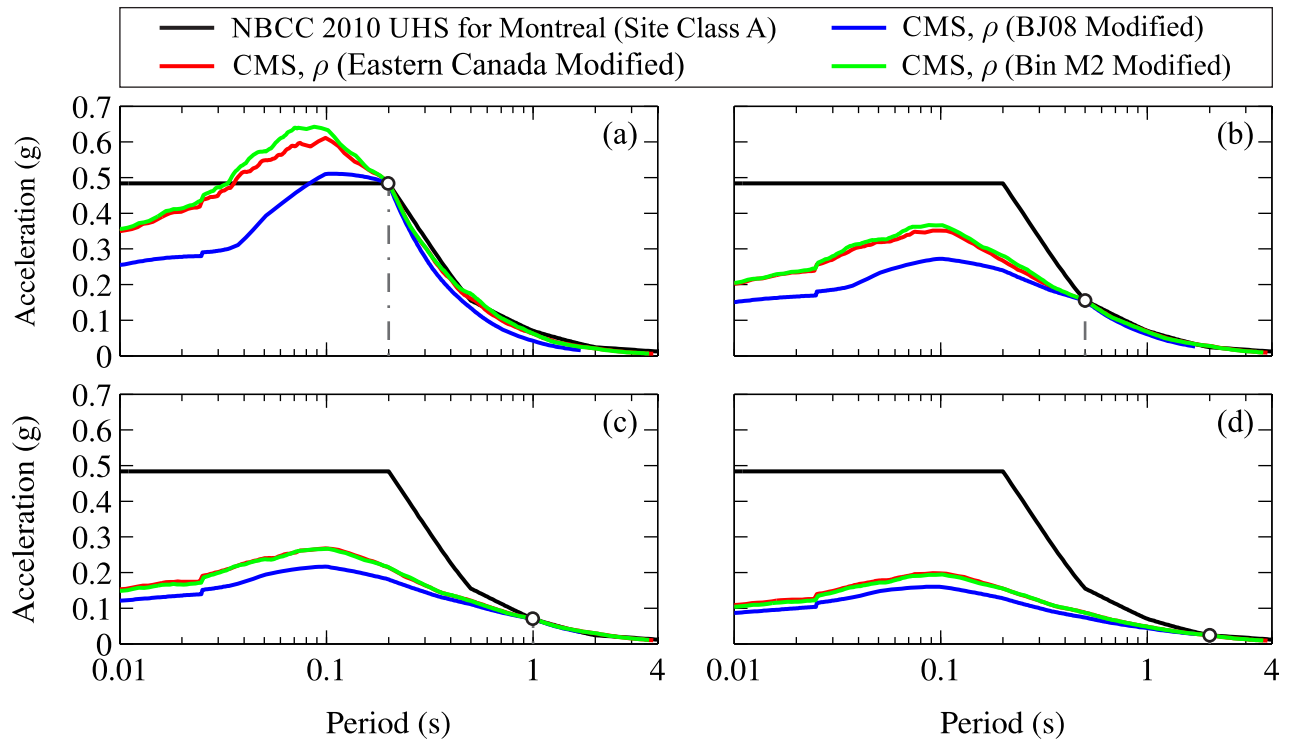 NBCC 2010 UHS for Montreal (Site Class A)
CMS, ρ (BJ08 Modified)
CMS, ρ (Eastern Canada Modified)
CMS, ρ (Bin M2 Modified)
0.7
0.6
0.5
0.4
0.3
0.2
0.1
0
Acceleration (g)
(a)
(b)
0.7
0.6
0.5
0.4
0.3
0.2
0.1
0
Acceleration (g)
(c)
(d)
0.01 0.1 1 4
0.01 0.1 1 4
Period (s)
Period (s)